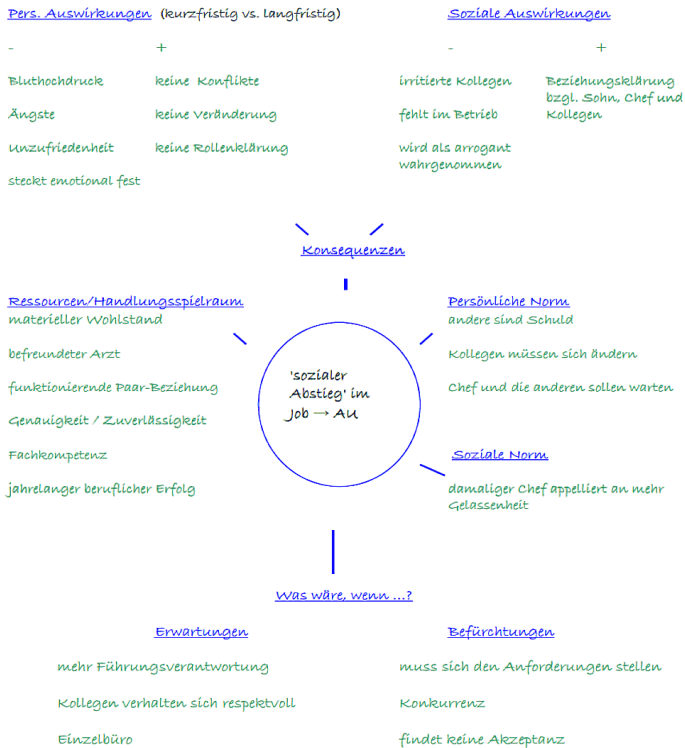 Pers. Auswirkungen (kurzfristig vs. langfristig)
- +
Bluthochdruck keine Konflikte
Ängste keine Veränderung
Unzufriedenheit keine Rollenklärung
steckt emotional fest
Soziale Auswirkungen
- +
irritierte Kollegen
fehlt im Betrieb
wird als arrogant
wahrgenommen
Beziehungsklärung
bzgl. Sohn, Chef und
Kollegen
Konsequenzen
Ressourcen/Handlungsspielraum
materieller Wohlstand
befreundeter Arzt
funktionierende Paar-Beziehung
Genauigkeit / Zuverlässigkeit
Fachkompetenz
jahrelanger beruflicher Erfolg
'sozialer
Abstieg' im
Job → AU
Persönliche Norm
andere sind Schuld
Kollegen müssen sich ändern
Chef und die anderen sollen warten
Soziale Norm
damaliger Chef appelliert an mehr
Gelassenheit
Was wäre, wenn ...?
Erwartungen
mehr Führungsverantwortung
Kollegen verhalten sich respektvoll
Einzelbüro
Befürchtungen
muss sich den Anforderungen stellen
Konkurrenz
findet keine Akzeptanz